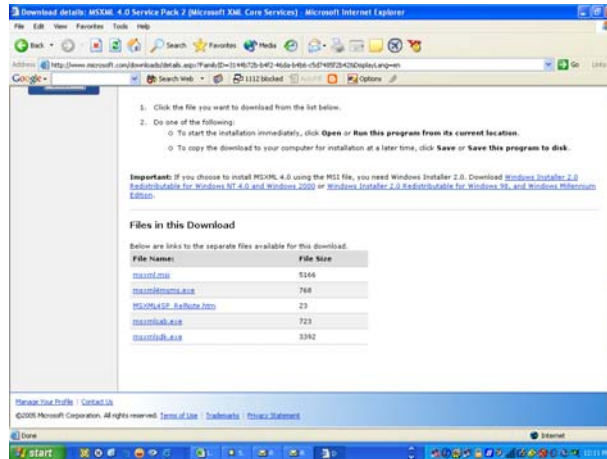 Download details: MSXML 4.0 Service Pack 2 (Microsoft XML Core Services) - Microsoft Internet Explorer
File Edit View Favorites Tools Help
Back Search Favorites Media
Address Go Links
Google Search Web 1112 blocked Options
1. Click the file you want to download from the list below.
2. Do one of the following:
o To start the installation immediately, click Open or Run this program from its current location.
o To copy the download to your computer for installation at a later time, click Save or Save this program to disk.
Important: If you choose to install MSXML 4.0 using the MSI file, you need Windows Installer 2.0. Download Windows Installer 2.0
Redistributable for Windows NT 4.0 and Windows 2000 or Windows Installer 2.0 Redistributable for Windows 98, and Windows Millennium
Edition.
Files in this Download
Below are links to the separate files available for this download.
File Name: File Size
msxml.msi 5166
msxml4qms.exe 768
MSXML4SP_RelNote.htm 23
msxmlcab.exe 723
msxmlsdk.exe 3392
Manage Your Profile | Contact Us
©2005 Microsoft Corporation. All rights reserved. Terms of Use | Trademarks | Privacy Statement
Done Internet
start